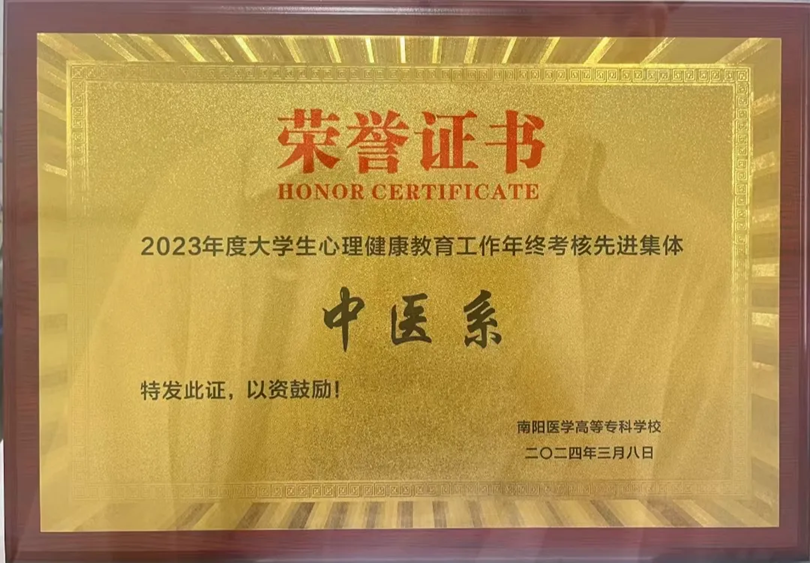 荣誉证书
HONOR CERTIFICATE
2023年度大学生心理健康教育工作年终考核先进集体
中医系
特发此证，以资鼓励！
南阳医学高等专科学校
二〇二四年三月八日